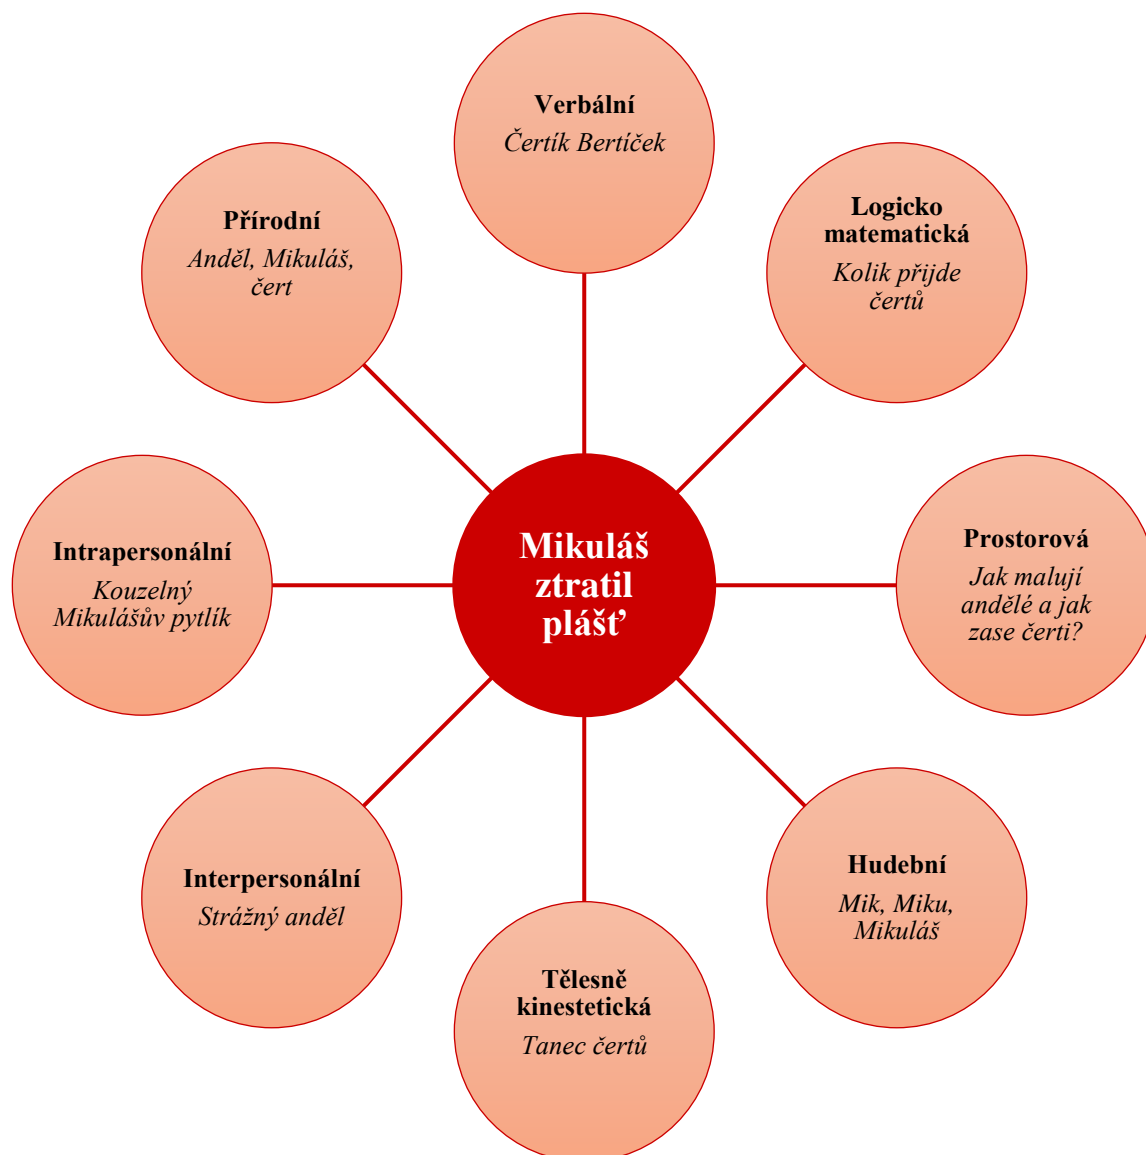 Verbální
Čertík Bertíček
Logicko
matematická
Kolik přijde
čertů
Prostorová
Jak malují
andělé a jak
zase čerti?
Hudební
Mik, Miku,
Mikuláš
Tělesně
kinestetická
Tanec čertů
Interpersonální
Strážný anděl
Intrapersonální
Kouzelný
Mikulášův pytlík
Přírodní
Anděl, Mikuláš,
čert
Mikuláš
ztratil
plášť